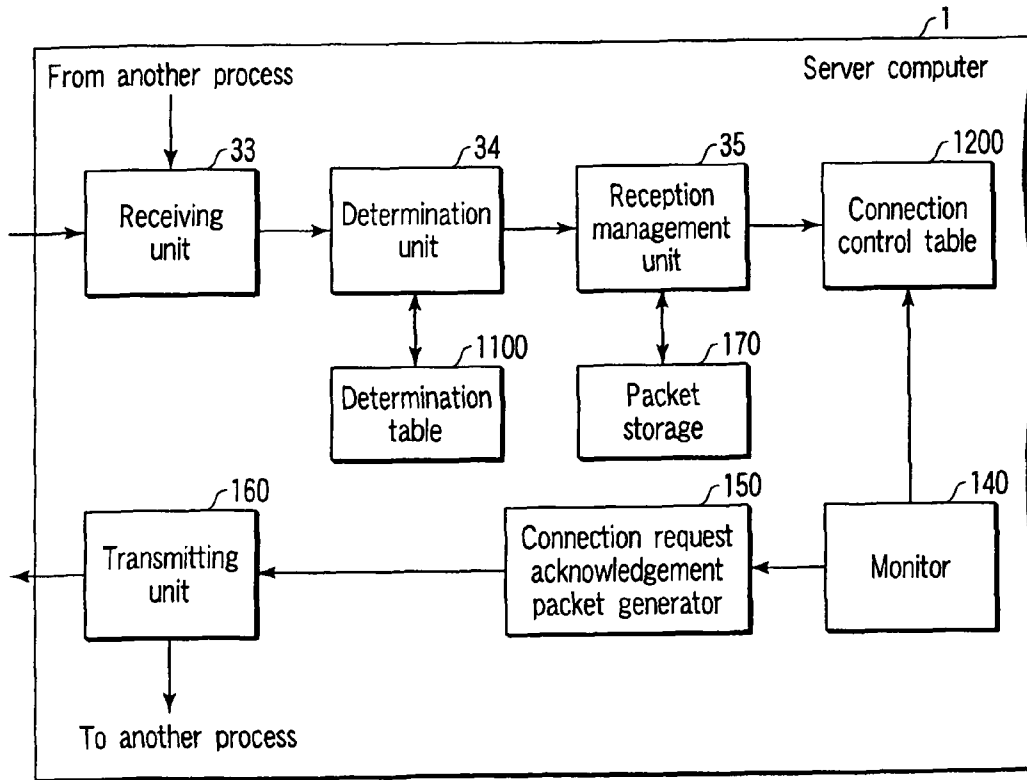 1
From another process
Server computer
33
34
35
1200
Receiving
unit
Determination
unit
Reception
management
unit
Connection
control table
1100
170
Determination
table
Packet
storage
160
150
140
Transmitting
unit
Connection request
acknowledgement
packet generator
Monitor
To another process